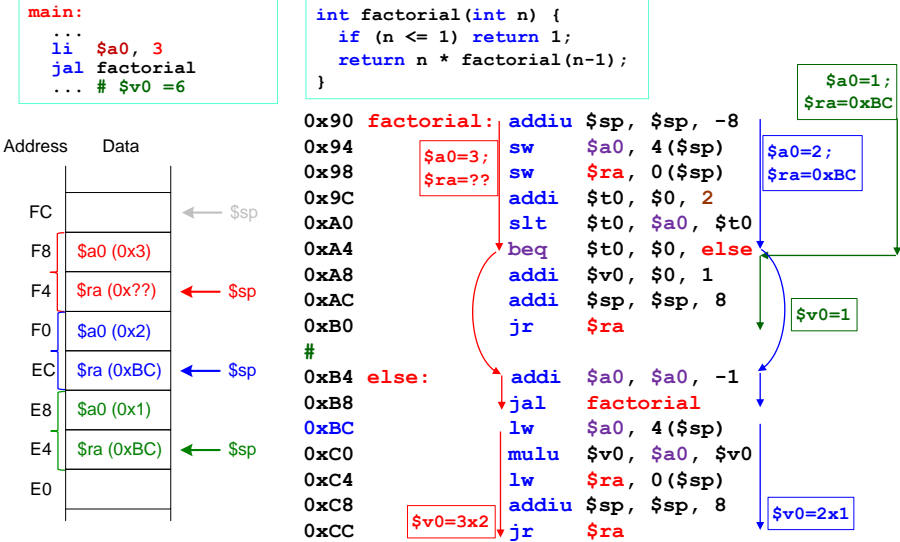 main:
...
li $a0, 3
jal factorial
... # $v0 =6
int factorial(int n) {
if (n <= 1) return 1;
return n * factorial(n-1);
}
$a0=1;
$ra=0xBC
0x90 factorial: addiu $sp, $sp, -8
0x94 sw $a0, 4($sp)
0x98 sw $ra, 0($sp)
0x9C addi $t0, $0, 2
0xA0 slt $t0, $a0, $t0
0xA4 beq $t0, $0, else
0xA8 addi $v0, $0, 1
0xAC addi $sp, $sp, 8
0xB0 jr $ra
#
0xB4 else: addi $a0, $a0, -1
0xB8 jal factorial
0xBC lw $a0, 4($sp)
0xC0 mulu $v0, $a0, $v0
0xC4 lw $ra, 0($sp)
0xC8 addiu $sp, $sp, 8
0xCC jr $ra
$a0=3;
$ra=??
$a0=2;
$ra=0xBC
$v0=1
$v0=3x2
$v0=2x1
Address Data
FC $sp
F8 $a0 (0x3)
F4 $ra (0x??) $sp
F0 $a0 (0x2)
EC $ra (0xBC) $sp
E8 $a0 (0x1)
E4 $ra (0xBC) $sp
E0